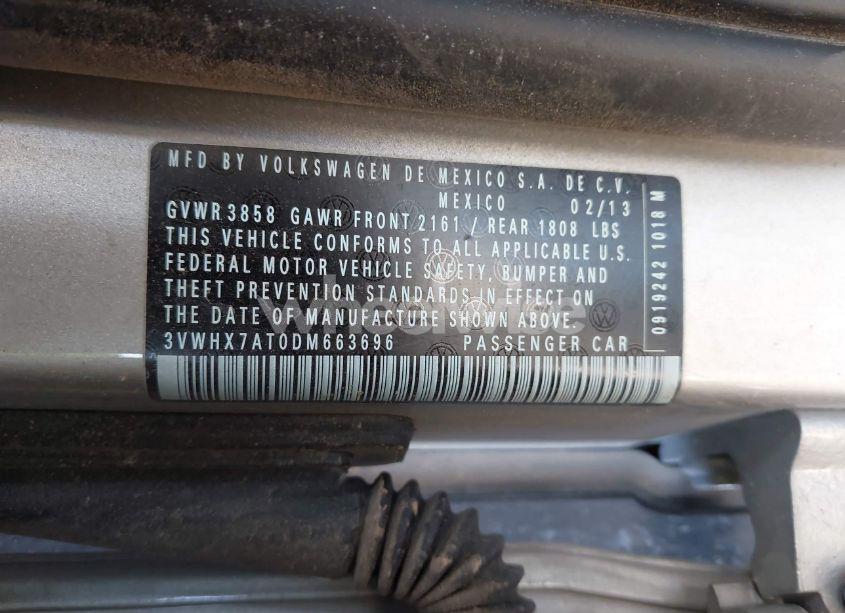 MFD BY VOLKSWAGEN DE MEXICO S.A. DE C.V.
MEXICO 02/13
GVWR 3858 GAWR FRONT 2161 / REAR 1808 LBS
THIS VEHICLE CONFORMS TO ALL APPLICABLE U.S.
FEDERAL MOTOR VEHICLE SAFETY, BUMPER AND
THEFT PREVENTION STANDARDS IN EFFECT ON
THE DATE OF MANUFACTURE SHOWN ABOVE.
3VWHX7AT0DM663696 PASSENGER CAR
0919242 1018 M